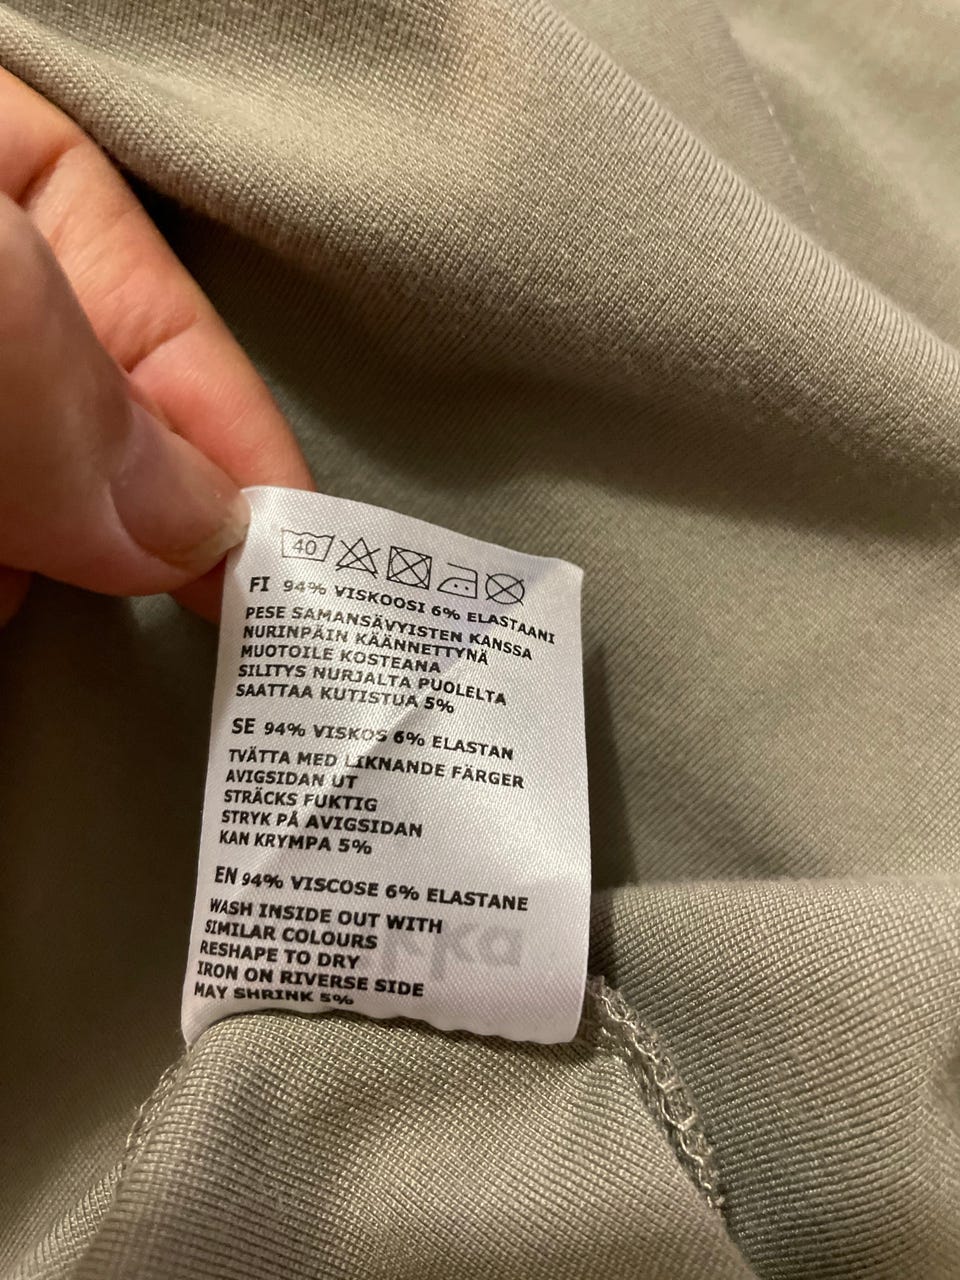 40
FI 94% VISKOOSI 6% ELASTAANI
PESE SAMANSÄVYISTEN KANSSA
NURINPÄIN KÄÄNNETTYNÄ
MUOTOILE KOSTEANA
SILITYS NURJALTA PUOLELTA
SAATTAA KUTISTUA 5%
SE 94% VISKOS 6% ELASTAN
TVÄTTA MED LIKNANDE FÄRGER
AVIGSIDAN UT
STRÄCKS FUKTIG
STRYK PÅ AVIGSIDAN
KAN KRYMPA 5%
EN 94% VISCOSE 6% ELASTANE
WASH INSIDE OUT WITH
SIMILAR COLOURS
RESHAPE TO DRY
IRON ON RIVERSE SIDE
MAY SHRINK 5%